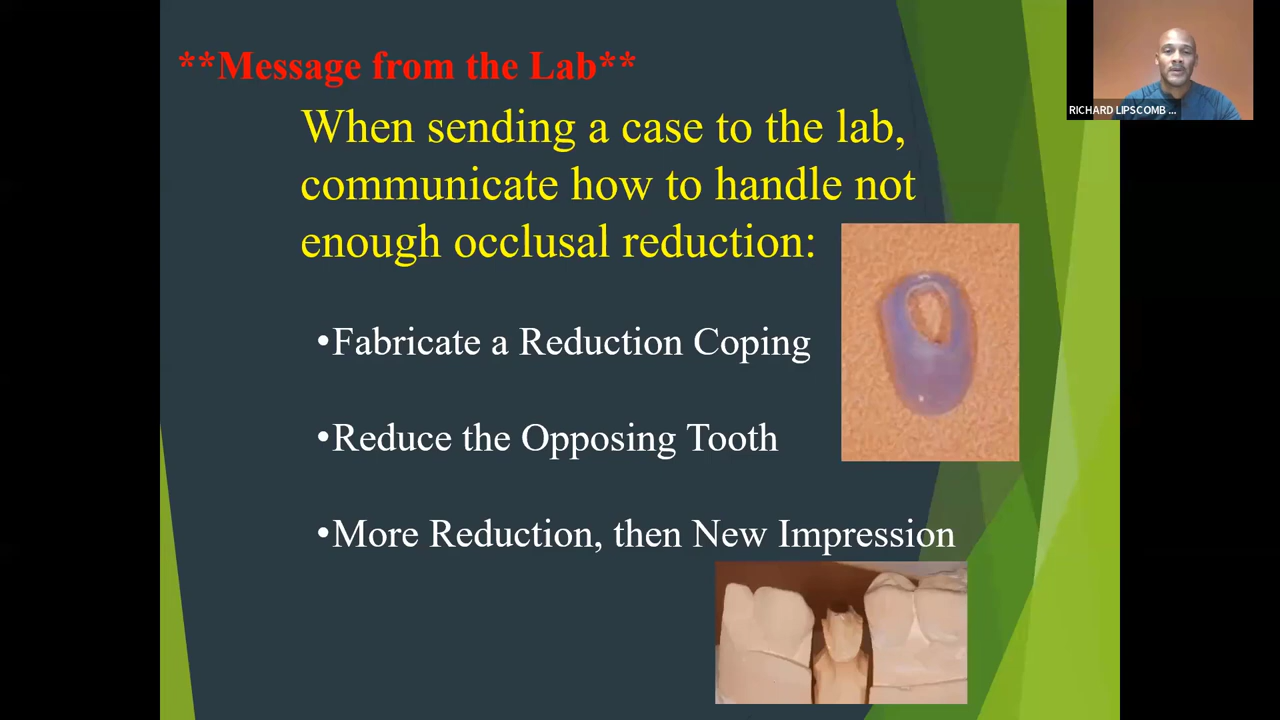 **Message from the Lab**
RICHARD LIPSCOMB ...
When sending a case to the lab,
communicate how to handle not
enough occlusal reduction:
•Fabricate a Reduction Coping
•Reduce the Opposing Tooth
•More Reduction, then New Impression